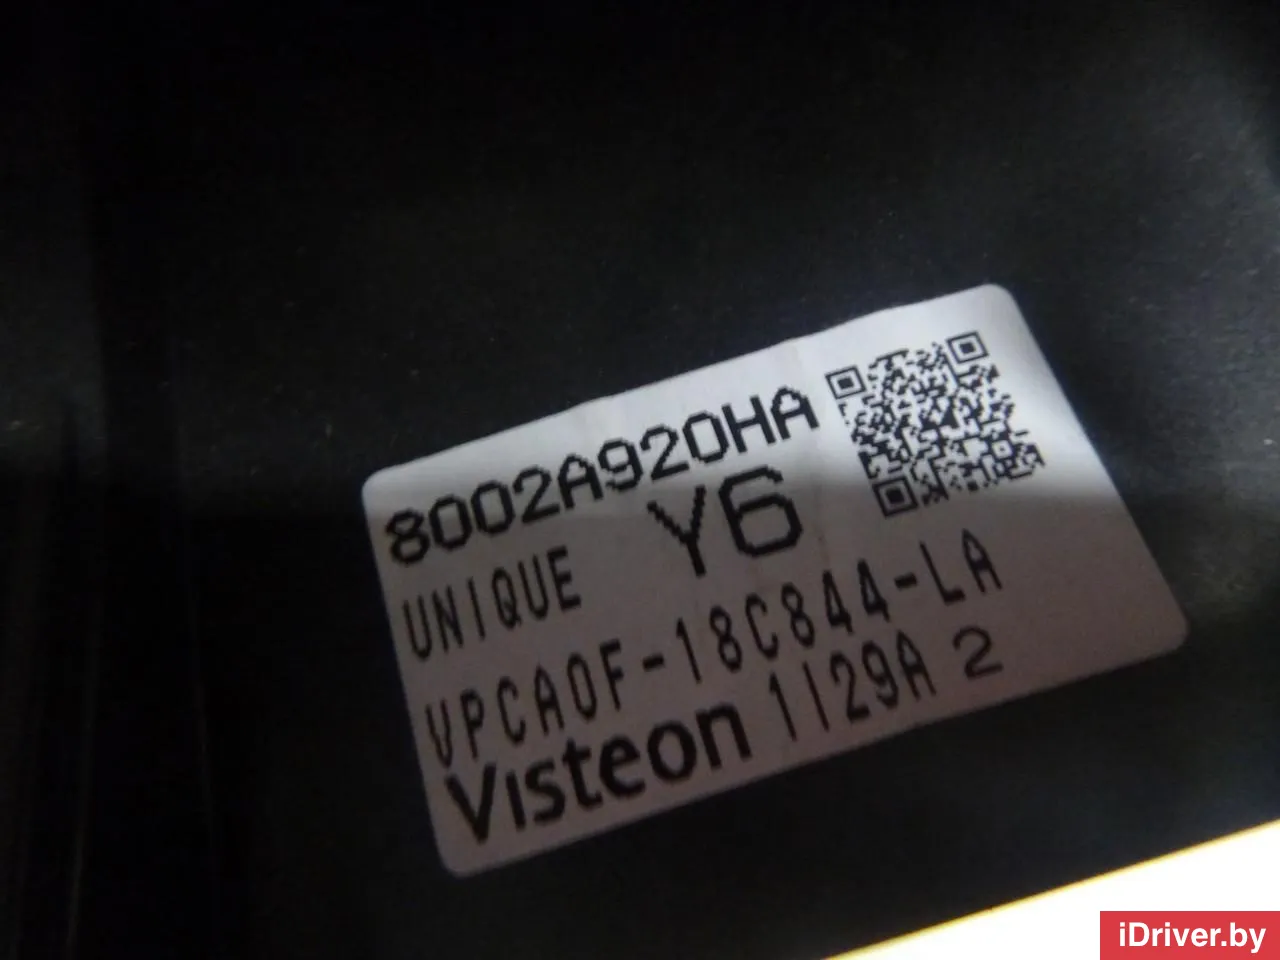 8002A920HA
Y6
UNIQUE
VPCA0F-18C844-LA
Visteon 1129A 2
iDriver.by